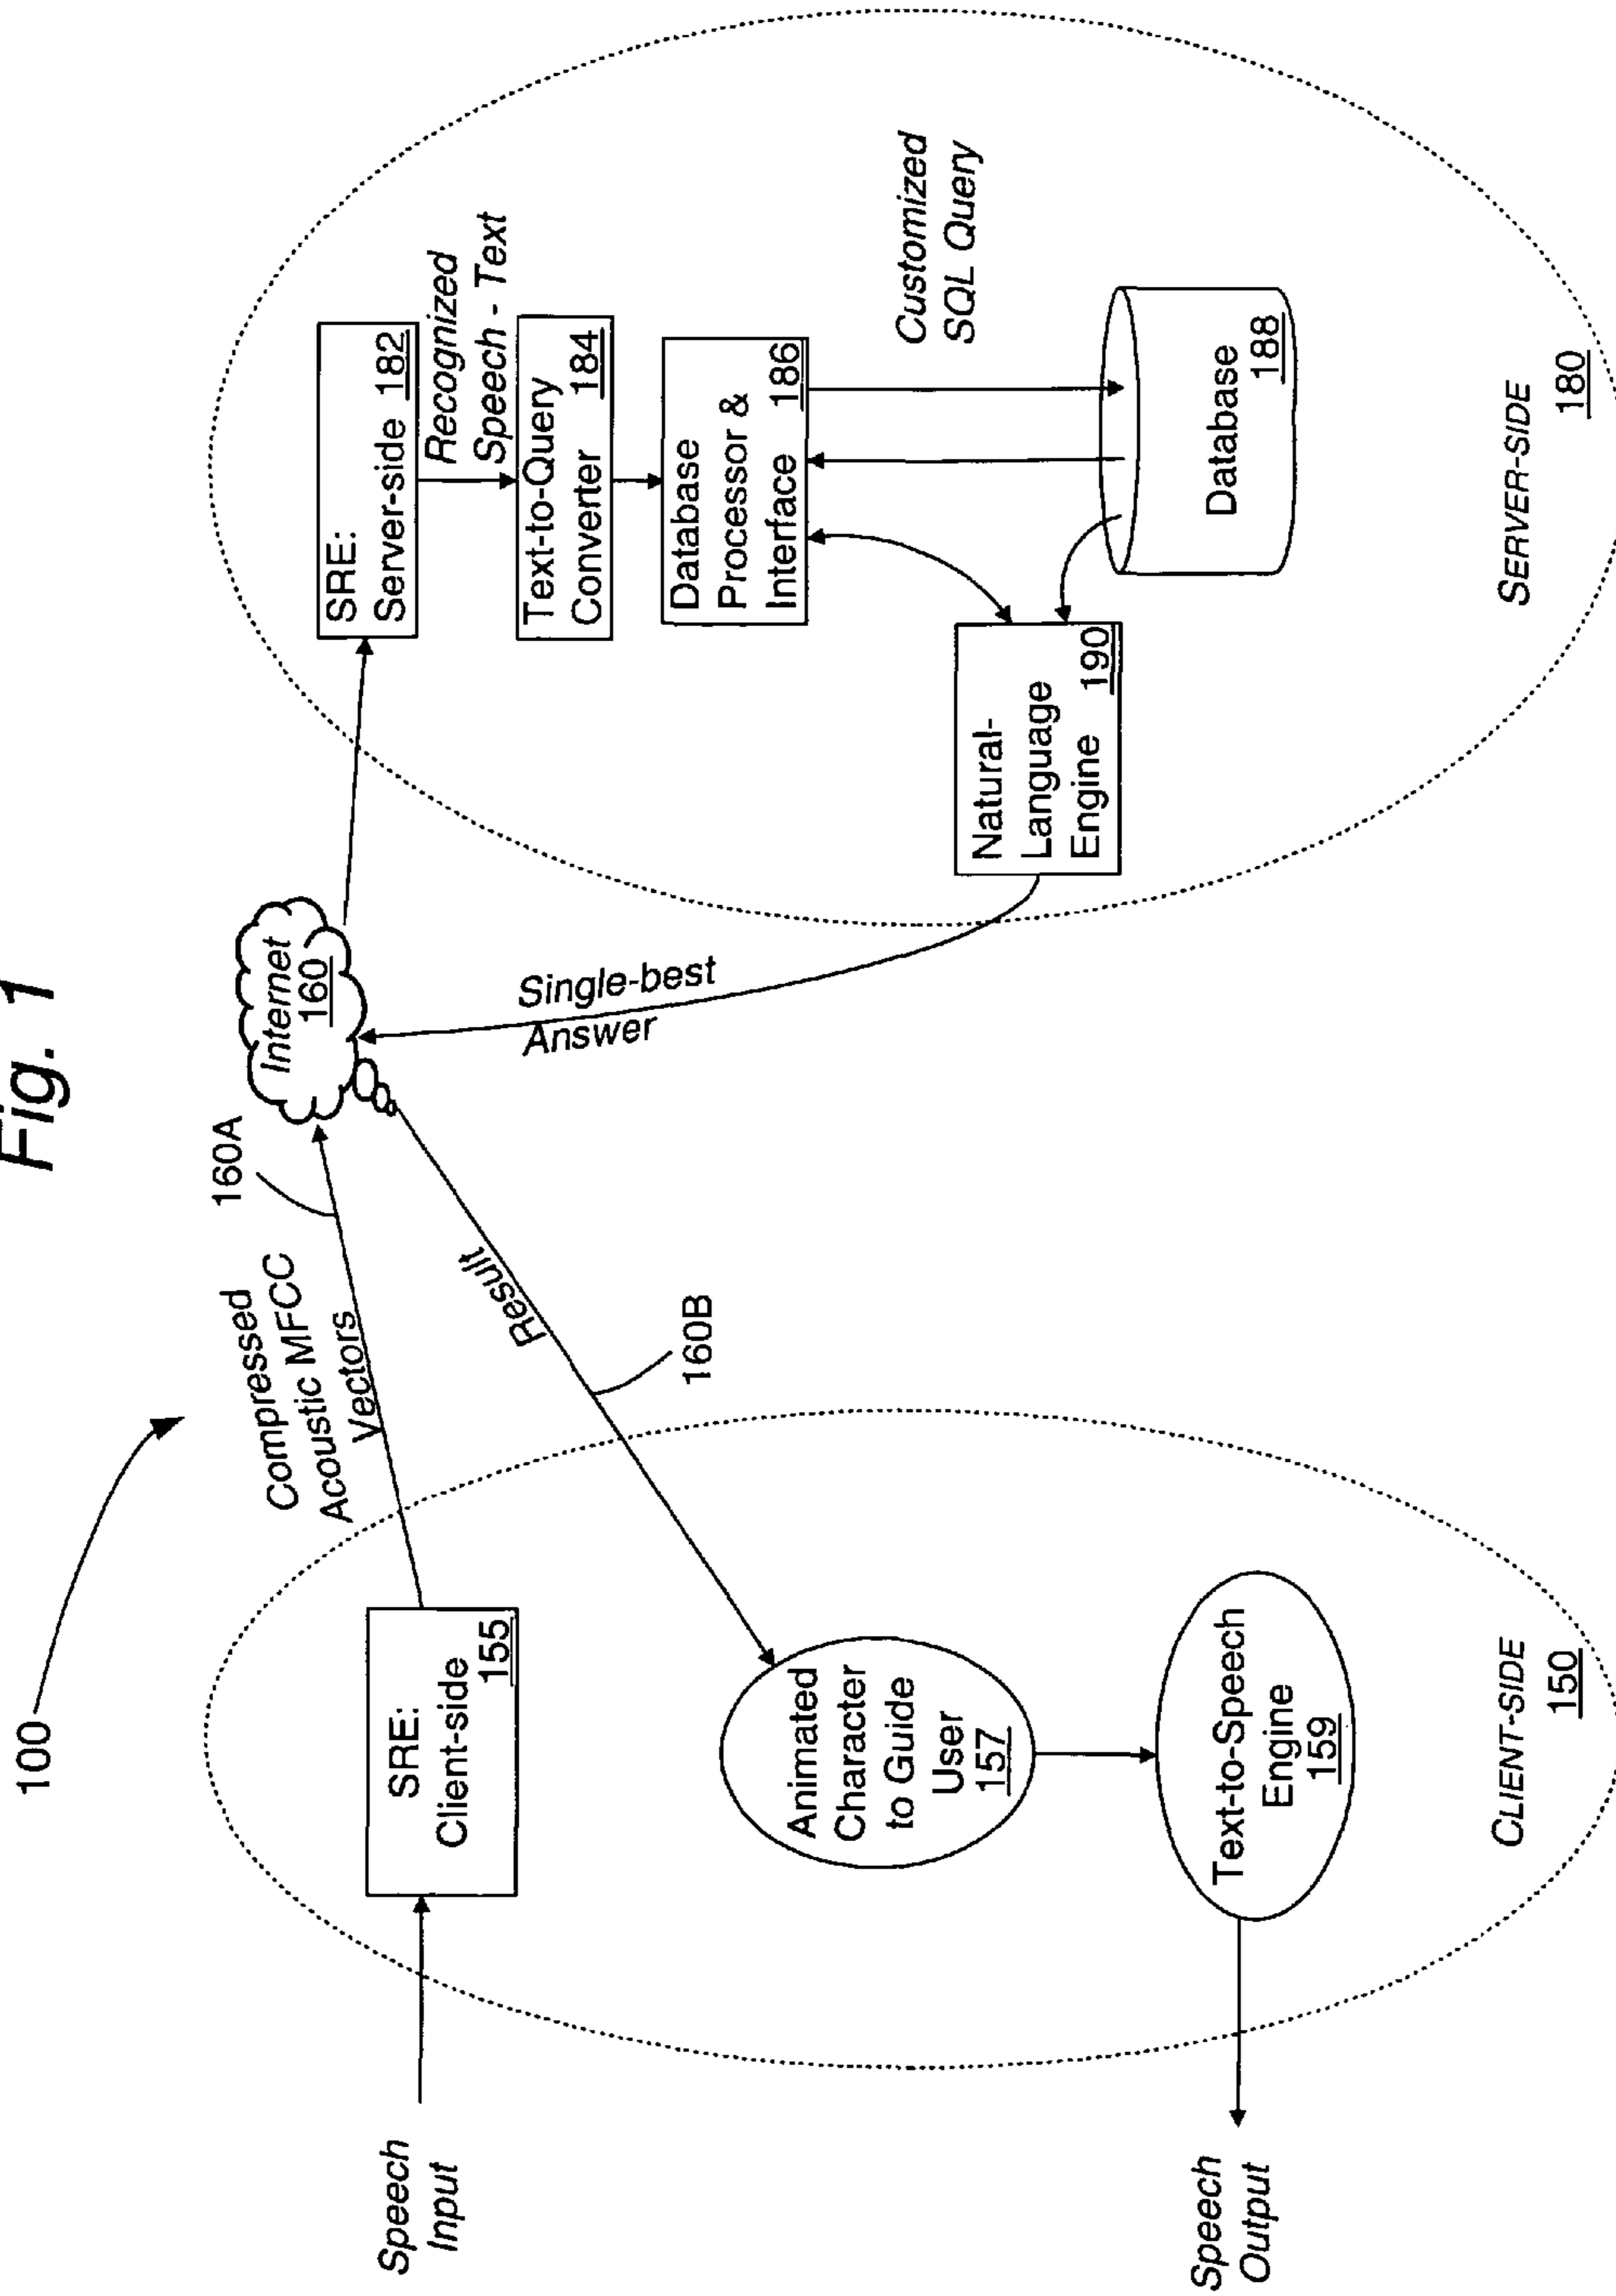 Fig. 1
100
Speech
Input
SRE:
Client-side
155
Compressed
Acoustic MFCC
Vectors
160A
Internet
160
Result
160B
Single-best
Answer
Animated
Character
to Guide
User
157
Text-to-Speech
Engine
159
Speech
Output
CLIENT-SIDE
150
SRE:
Server-side 182
Recognized
Speech - Text
Text-to-Query
Converter 184
Database
Processor &
Interface 186
Customized
SQL Query
Natural-
Language
Engine 190
Database
188
SERVER-SIDE
180